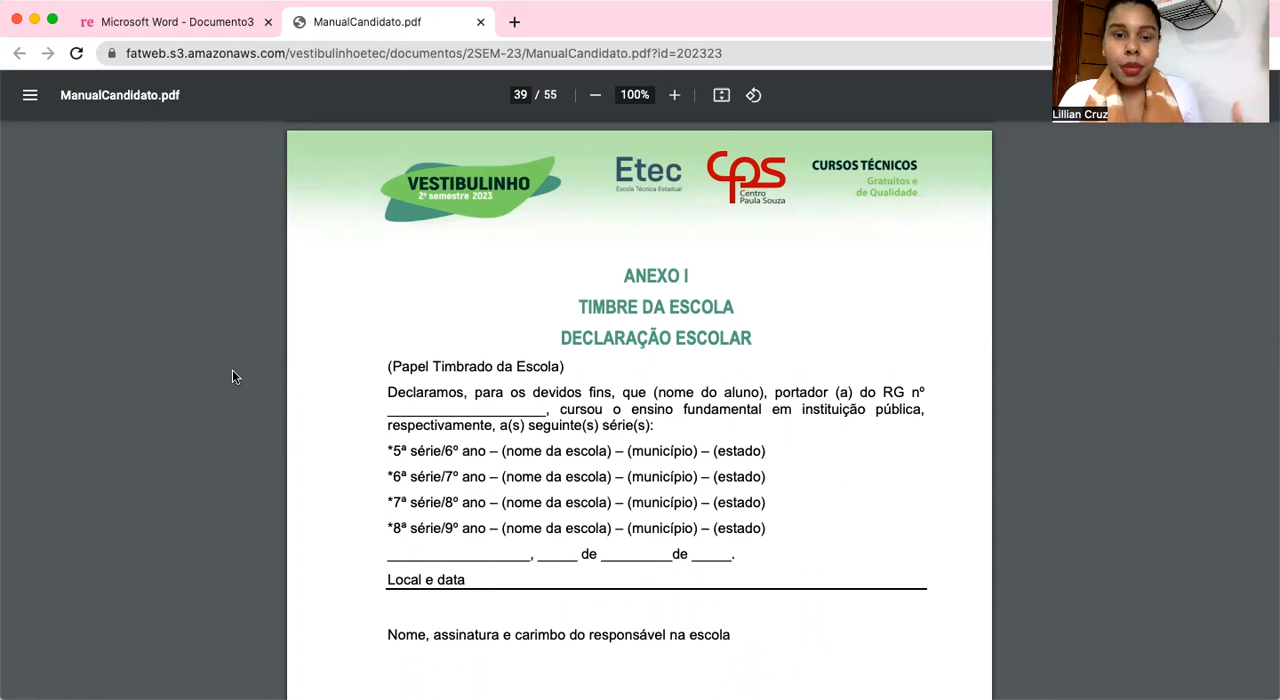 re Microsoft Word - Documento3
ManualCandidato.pdf
fatweb.s3.amazonaws.com/vestibulinhoetec/documentos/2SEM-23/ManualCandidato.pdf?id=202323
ManualCandidato.pdf
39 / 55
100%
Lillian Cruz
VESTIBULINHO
2º semestre 2023
Etec
Escola Técnica Estadual
cps
Centro
Paula Souza
CURSOS TÉCNICOS
Gratuitos e
de Qualidade
ANEXO I
TIMBRE DA ESCOLA
DECLARAÇÃO ESCOLAR
(Papel Timbrado da Escola)
Declaramos, para os devidos fins, que (nome do aluno), portador (a) do RG nº
____________________, cursou o ensino fundamental em instituição pública,
respectivamente, a(s) seguinte(s) série(s):
*5ª série/6º ano – (nome da escola) – (município) – (estado)
*6ª série/7º ano – (nome da escola) – (município) – (estado)
*7ª série/8º ano – (nome da escola) – (município) – (estado)
*8ª série/9º ano – (nome da escola) – (município) – (estado)
__________________, _____ de _________de _____.
Local e data
Nome, assinatura e carimbo do responsável na escola